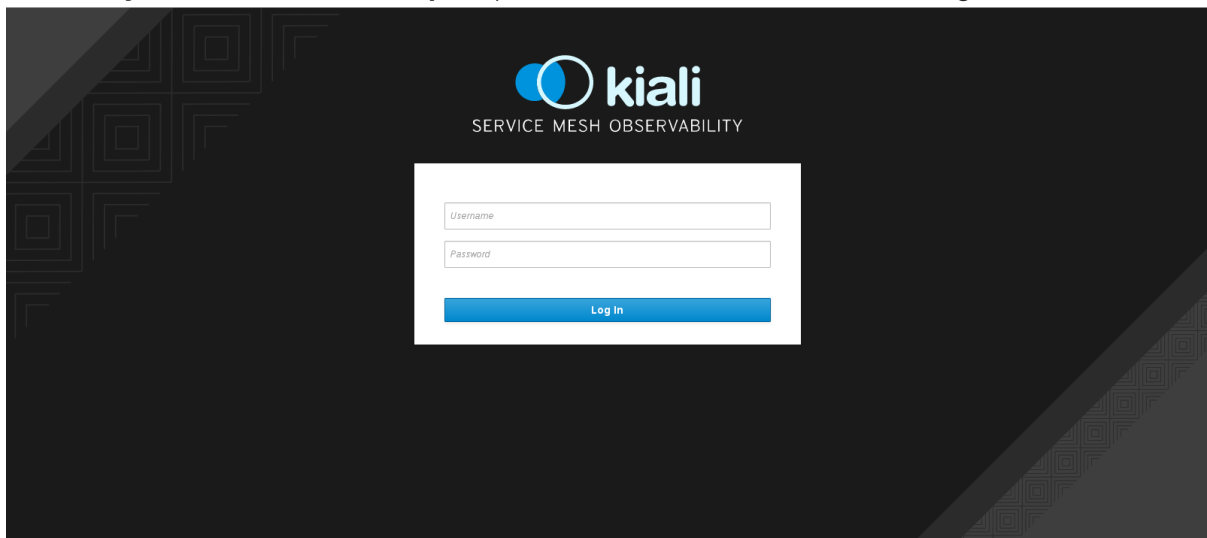 kiali
SERVICE MESH OBSERVABILITY
Username
Password
Log In